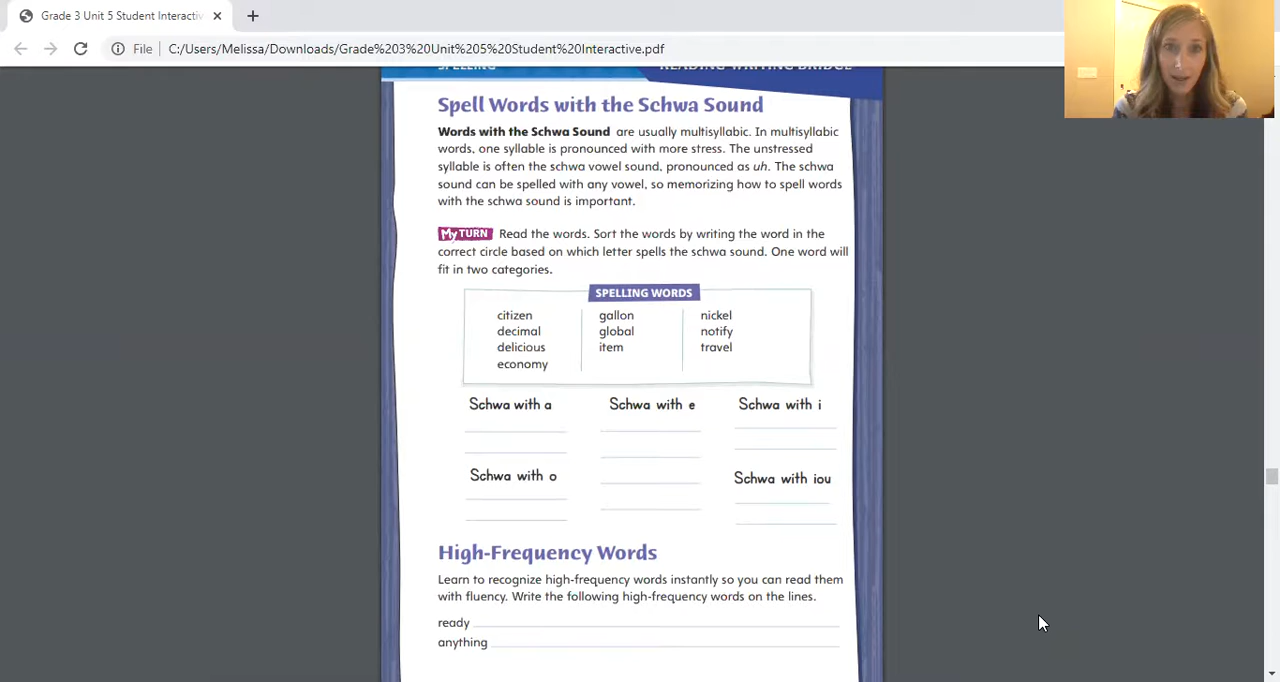 Grade 3 Unit 5 Student Interactiv
File C:/Users/Melissa/Downloads/Grade%203%20Unit%205%20Student%20Interactive.pdf
SPELLING READING-WRITING BRIDGE
Spell Words with the Schwa Sound
Words with the Schwa Sound are usually multisyllabic. In multisyllabic
words, one syllable is pronounced with more stress. The unstressed
syllable is often the schwa vowel sound, pronounced as uh. The schwa
sound can be spelled with any vowel, so memorizing how to spell words
with the schwa sound is important.
My TURN Read the words. Sort the words by writing the word in the
correct circle based on which letter spells the schwa sound. One word will
fit in two categories.
SPELLING WORDS
citizen gallon nickel
decimal global notify
delicious item travel
economy
Schwa with a Schwa with e Schwa with i
Schwa with o Schwa with iou
High-Frequency Words
Learn to recognize high-frequency words instantly so you can read them
with fluency. Write the following high-frequency words on the lines.
ready
anything